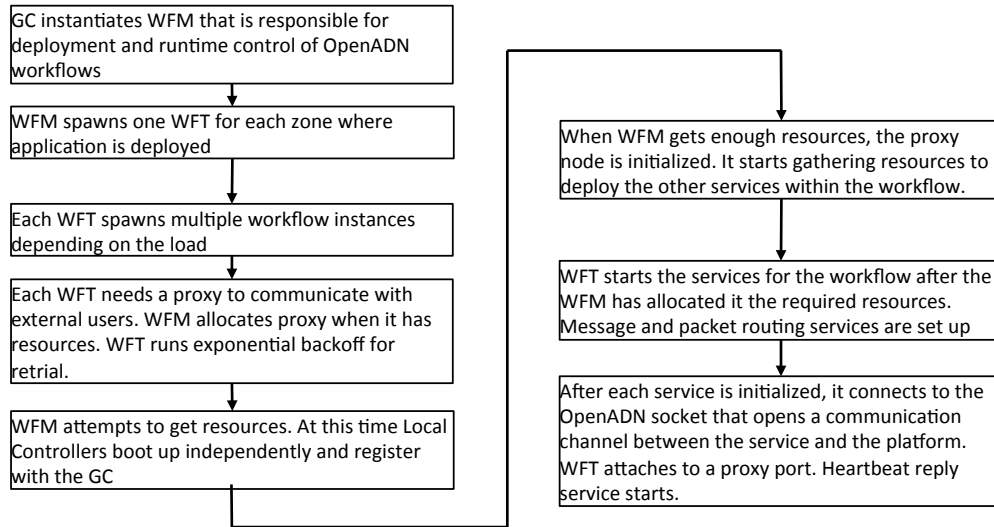 GC instantiates WFM that is responsible for
deployment and runtime control of OpenADN
workflows
WFM spawns one WFT for each zone where
application is deployed
Each WFT spawns multiple workflow instances
depending on the load
Each WFT needs a proxy to communicate with
external users. WFM allocates proxy when it has
resources. WFT runs exponential backoff for
retrial.
WFM attempts to get resources. At this time Local
Controllers boot up independently and register
with the GC
When WFM gets enough resources, the proxy
node is initialized. It starts gathering resources to
deploy the other services within the workflow.
WFT starts the services for the workflow after the
WFM has allocated it the required resources.
Message and packet routing services are set up
After each service is initialized, it connects to the
OpenADN socket that opens a communication
channel between the service and the platform.
WFT attaches to a proxy port. Heartbeat reply
service starts.